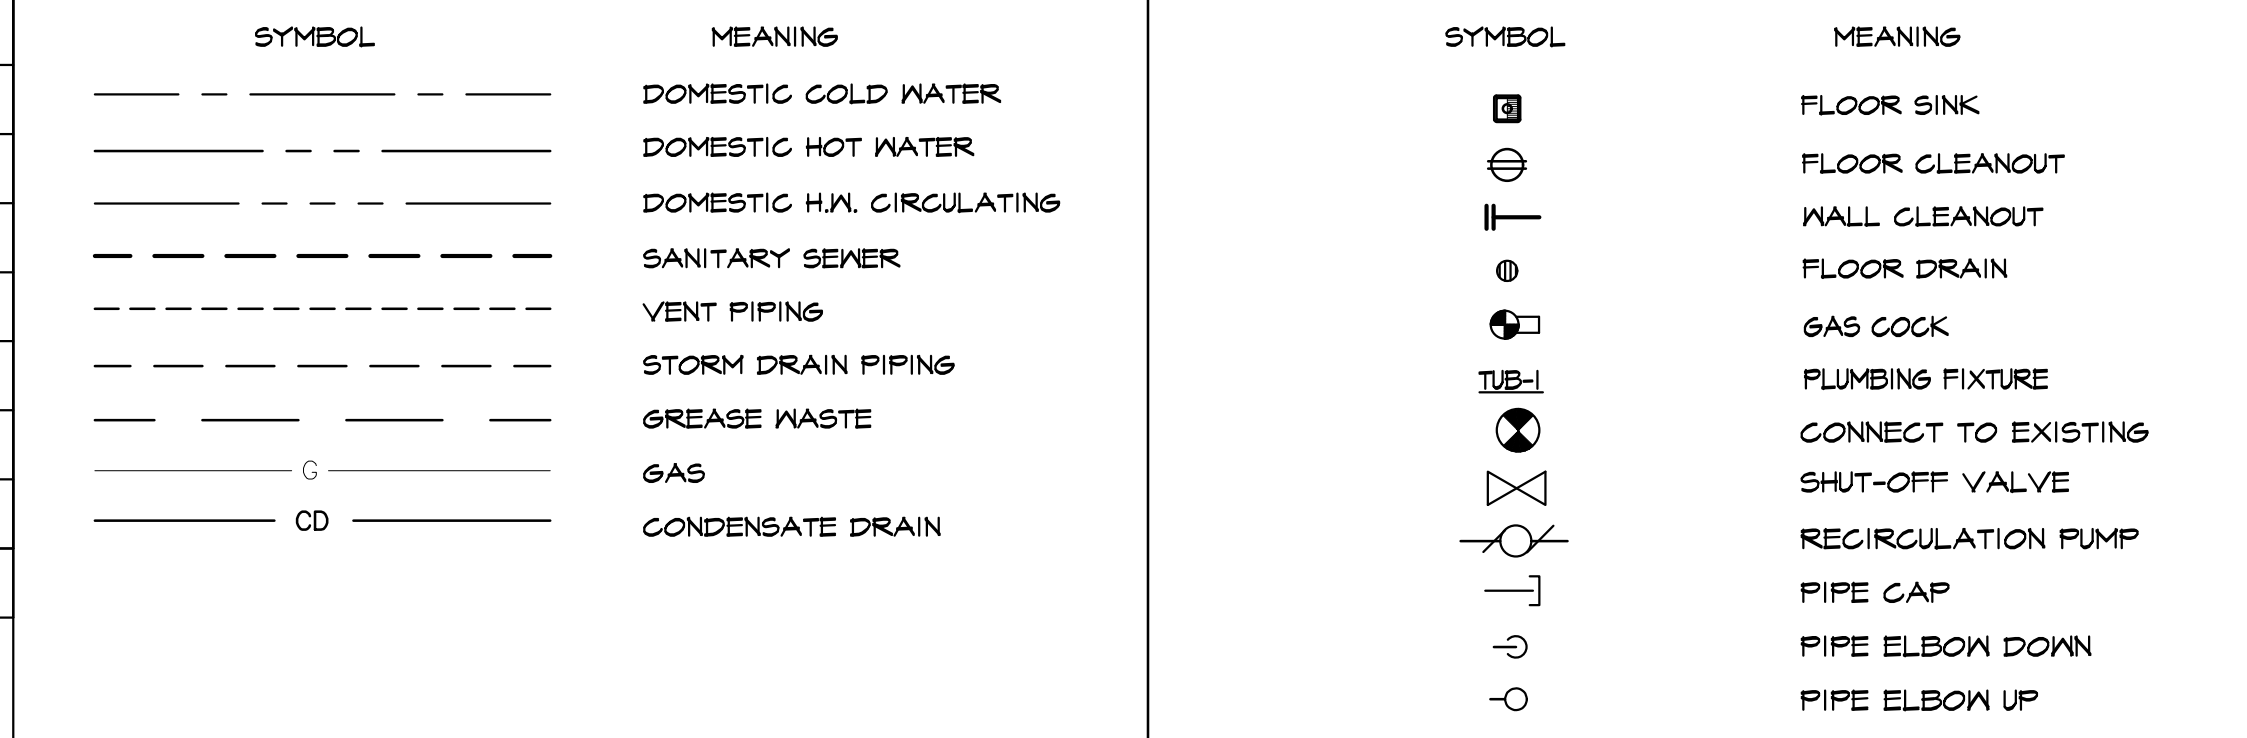 SYMBOL MEANING
DOMESTIC COLD WATER
DOMESTIC HOT WATER
DOMESTIC H.W. CIRCULATING
SANITARY SEWER
VENT PIPING
STORM DRAIN PIPING
GREASE WASTE
G GAS
CD CONDENSATE DRAIN
SYMBOL MEANING
FLOOR SINK
FLOOR CLEANOUT
WALL CLEANOUT
FLOOR DRAIN
GAS COCK
TUB-1 PLUMBING FIXTURE
CONNECT TO EXISTING
SHUT-OFF VALVE
RECIRCULATION PUMP
PIPE CAP
PIPE ELBOW DOWN
PIPE ELBOW UP